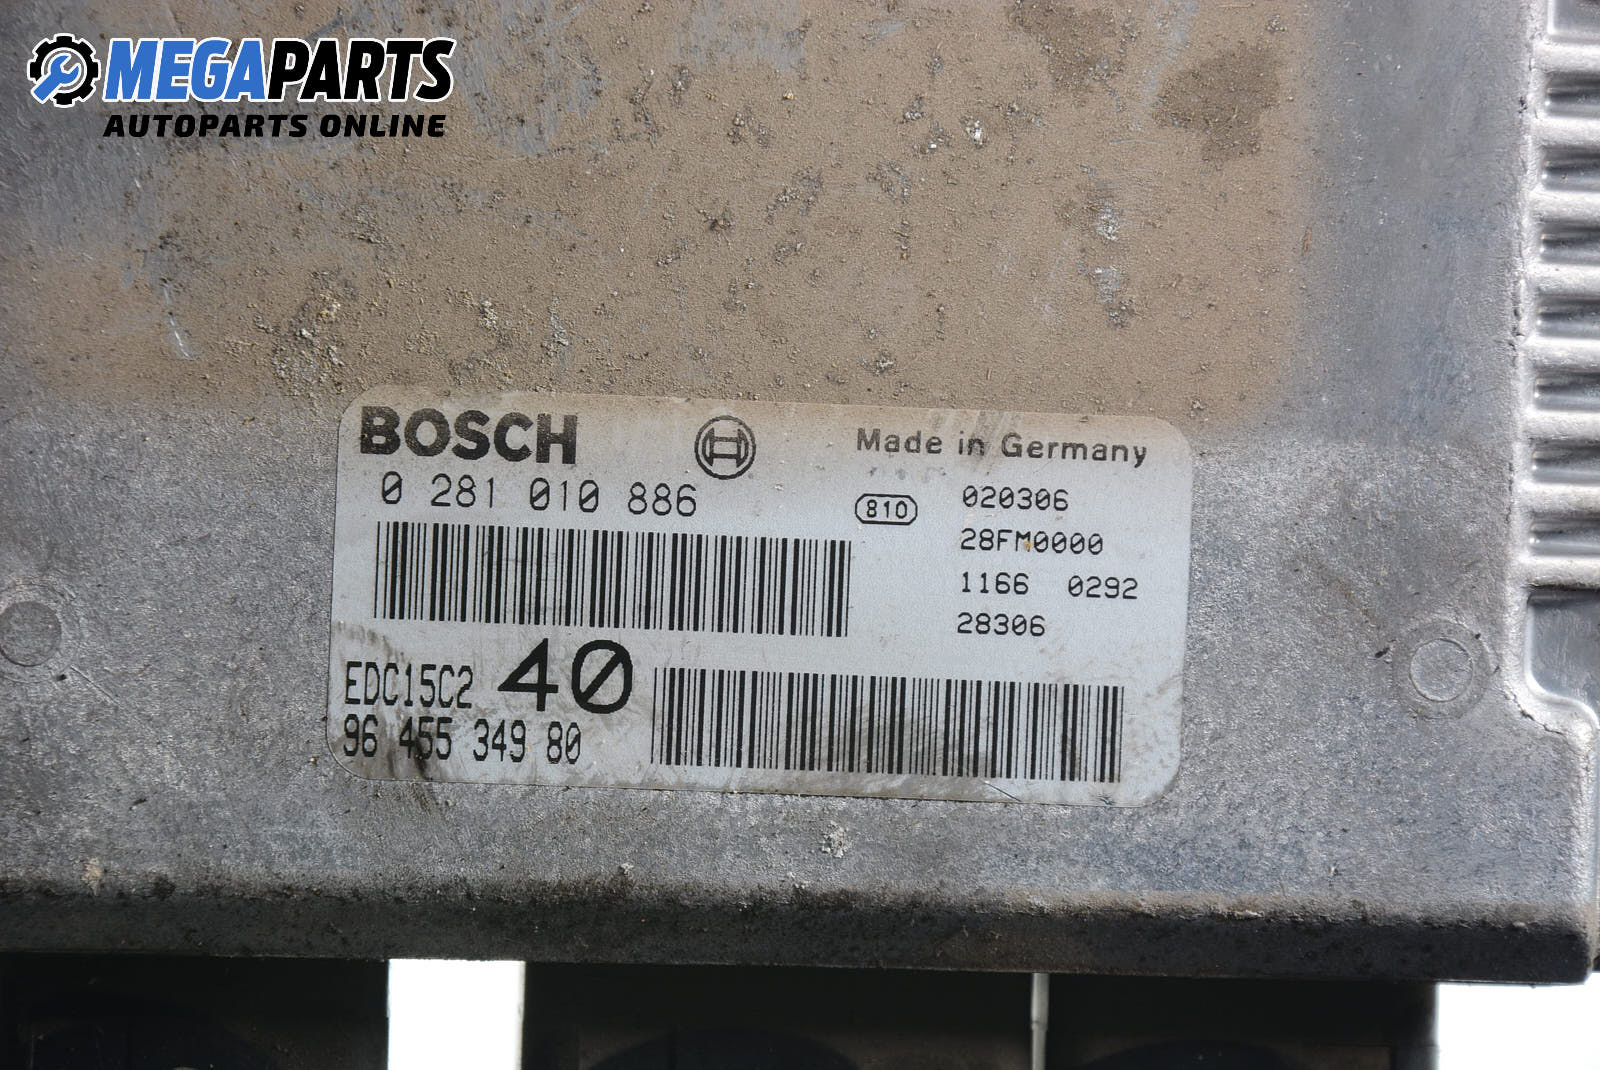 MEGAPARTS
AUTOPARTS ONLINE
BOSCH
Made in Germany
0 281 010 886
810
020306
28FM0000
1166 0292
28306
EDC15C2 40
96 455 349 80